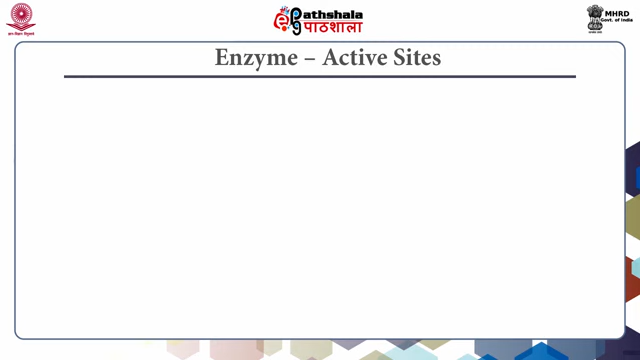 ePathshala
पाठशाला
MHRD
Govt. of India
Enzyme – Active Sites